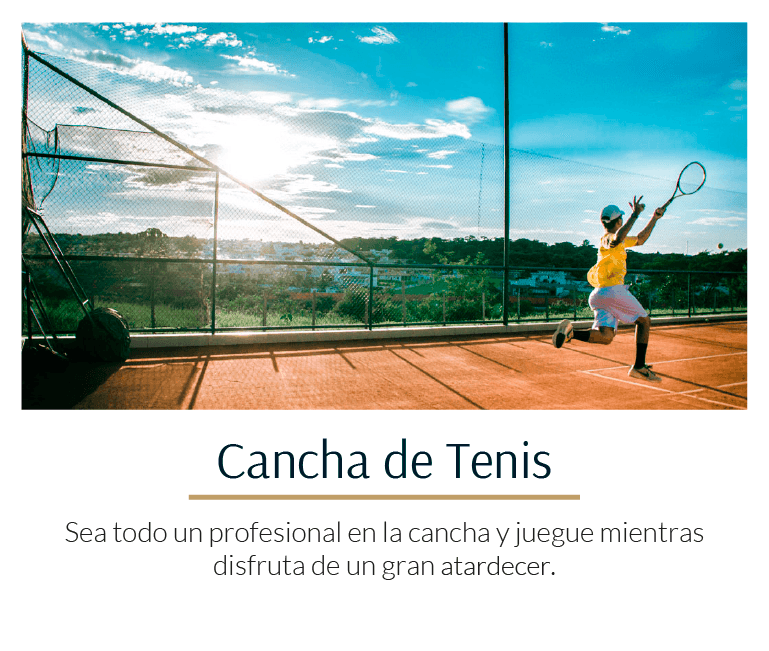 Cancha de Tenis
Sea todo un profesional en la cancha y juegue mientras
disfruta de un gran atardecer.